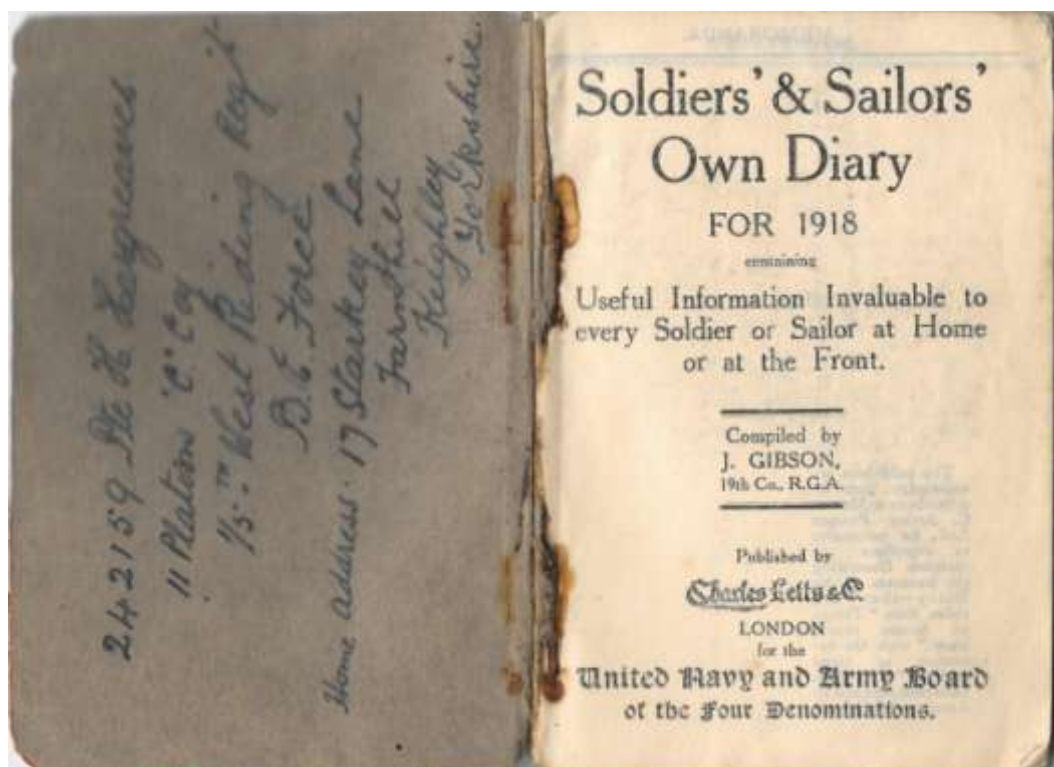 242159 Pte H Hargreaves
11 Platoon 'C' Coy
1/5.TH West Riding Regt
B.E. Force
Home Address. 17 Starkey Lane
Farnhill
Keighley
Yorkshire.
MEMORANDA
Soldiers' & Sailors'
Own Diary
FOR 1918
containing
Useful Information Invaluable to
every Soldier or Sailor at Home
or at the Front.
Compiled by
J. GIBSON,
19th Co., R.G.A.
Published by
Charles Letts & Co.
LONDON
for the
United Navy and Army Board
of the Four Denominations.